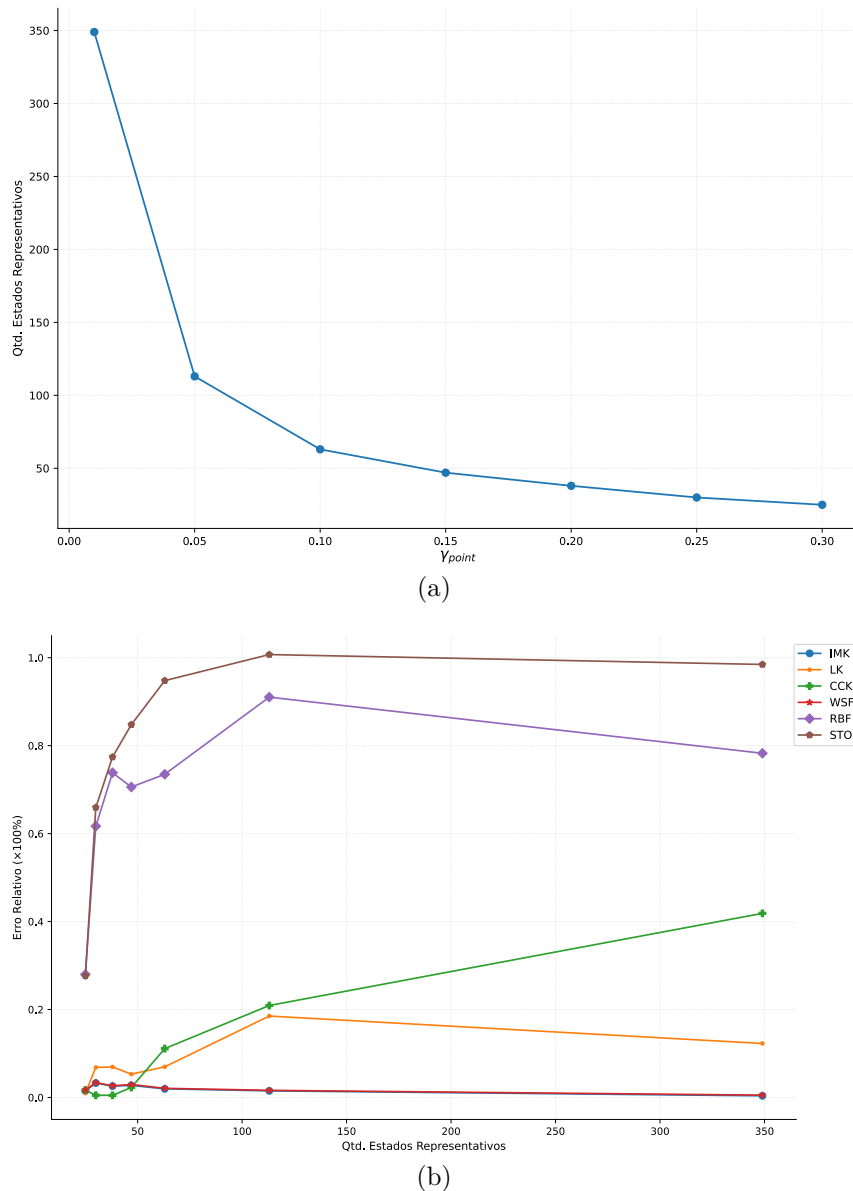 350
300
250
200
150
100
50
Qtd. Estados Representativos
0.00 0.05 0.10 0.15 0.20 0.25 0.30
γpoint
(a)
1.0
0.8
0.6
0.4
0.2
0.0
Erro Relativo (×100%)
IMK
LK
CCK
WSF
RBF
STO
50 100 150 200 250 300 350
Qtd. Estados Representativos
(b)